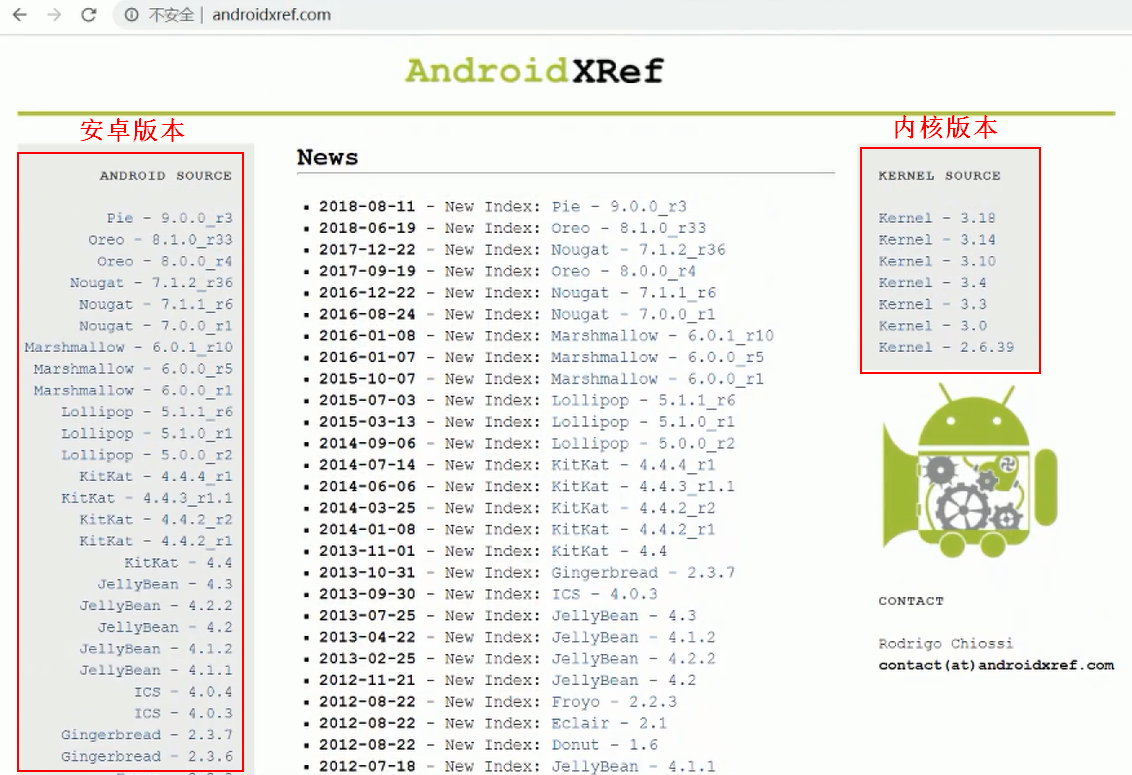 不安全 | androidxref.com
AndroidXRef
安卓版本
ANDROID SOURCE
Pie - 9.0.0_r3
Oreo - 8.1.0_r33
Oreo - 8.0.0_r4
Nougat - 7.1.2_r36
Nougat - 7.1.1_r6
Nougat - 7.0.0_r1
Marshmallow - 6.0.1_r10
Marshmallow - 6.0.0_r5
Marshmallow - 6.0.0_r1
Lollipop - 5.1.1_r6
Lollipop - 5.1.0_r1
Lollipop - 5.0.0_r2
KitKat - 4.4.4_r1
KitKat - 4.4.3_r1.1
KitKat - 4.4.2_r2
KitKat - 4.4.2_r1
KitKat - 4.4
JellyBean - 4.3
JellyBean - 4.2.2
JellyBean - 4.2
JellyBean - 4.1.2
JellyBean - 4.1.1
ICS - 4.0.4
ICS - 4.0.3
Gingerbread - 2.3.7
Gingerbread - 2.3.6
News
2018-08-11 - New Index: Pie - 9.0.0_r3
2018-06-19 - New Index: Oreo - 8.1.0_r33
2017-12-22 - New Index: Nougat - 7.1.2_r36
2017-09-19 - New Index: Oreo - 8.0.0_r4
2016-12-22 - New Index: Nougat - 7.1.1_r6
2016-08-24 - New Index: Nougat - 7.0.0_r1
2016-01-08 - New Index: Marshmallow - 6.0.1_r10
2016-01-07 - New Index: Marshmallow - 6.0.0_r5
2015-10-07 - New Index: Marshmallow - 6.0.0_r1
2015-07-03 - New Index: Lollipop - 5.1.1_r6
2015-03-13 - New Index: Lollipop - 5.1.0_r1
2014-09-06 - New Index: Lollipop - 5.0.0_r2
2014-07-14 - New Index: KitKat - 4.4.4_r1
2014-06-06 - New Index: KitKat - 4.4.3_r1.1
2014-03-25 - New Index: KitKat - 4.4.2_r2
2014-01-08 - New Index: KitKat - 4.4.2_r1
2013-11-01 - New Index: KitKat - 4.4
2013-10-31 - New Index: Gingerbread - 2.3.7
2013-09-30 - New Index: ICS - 4.0.3
2013-07-25 - New Index: JellyBean - 4.3
2013-04-22 - New Index: JellyBean - 4.1.2
2013-02-25 - New Index: JellyBean - 4.2.2
2012-11-21 - New Index: JellyBean - 4.2
2012-08-22 - New Index: Froyo - 2.2.3
2012-08-22 - New Index: Eclair - 2.1
2012-08-22 - New Index: Donut - 1.6
2012-07-18 - New Index: JellyBean - 4.1.1
内核版本
KERNEL SOURCE
Kernel - 3.18
Kernel - 3.14
Kernel - 3.10
Kernel - 3.4
Kernel - 3.3
Kernel - 3.0
Kernel - 2.6.39
CONTACT
Rodrigo Chiossi
contact(at)androidxref.com